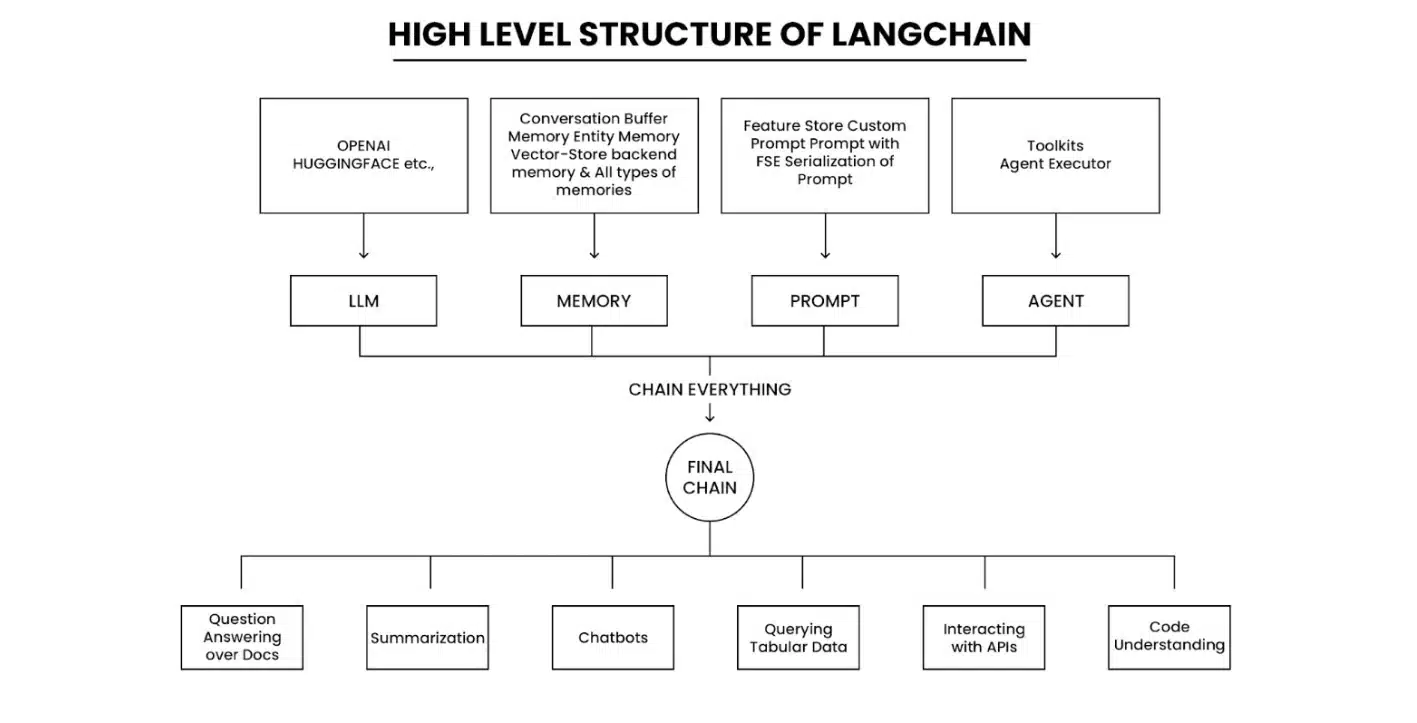 HIGH LEVEL STRUCTURE OF LANGCHAIN
OPENAI
HUGGINGFACE etc.,
Conversation Buffer
Memory Entity Memory
Vector-Store backend
memory & All types of
memories
Feature Store Custom
Prompt Prompt with
FSE Serialization of
Prompt
Toolkits
Agent Executor
LLM
MEMORY
PROMPT
AGENT
CHAIN EVERYTHING
FINAL
CHAIN
Question
Answering
over Docs
Summarization
Chatbots
Querying
Tabular Data
Interacting
with APIs
Code
Understanding